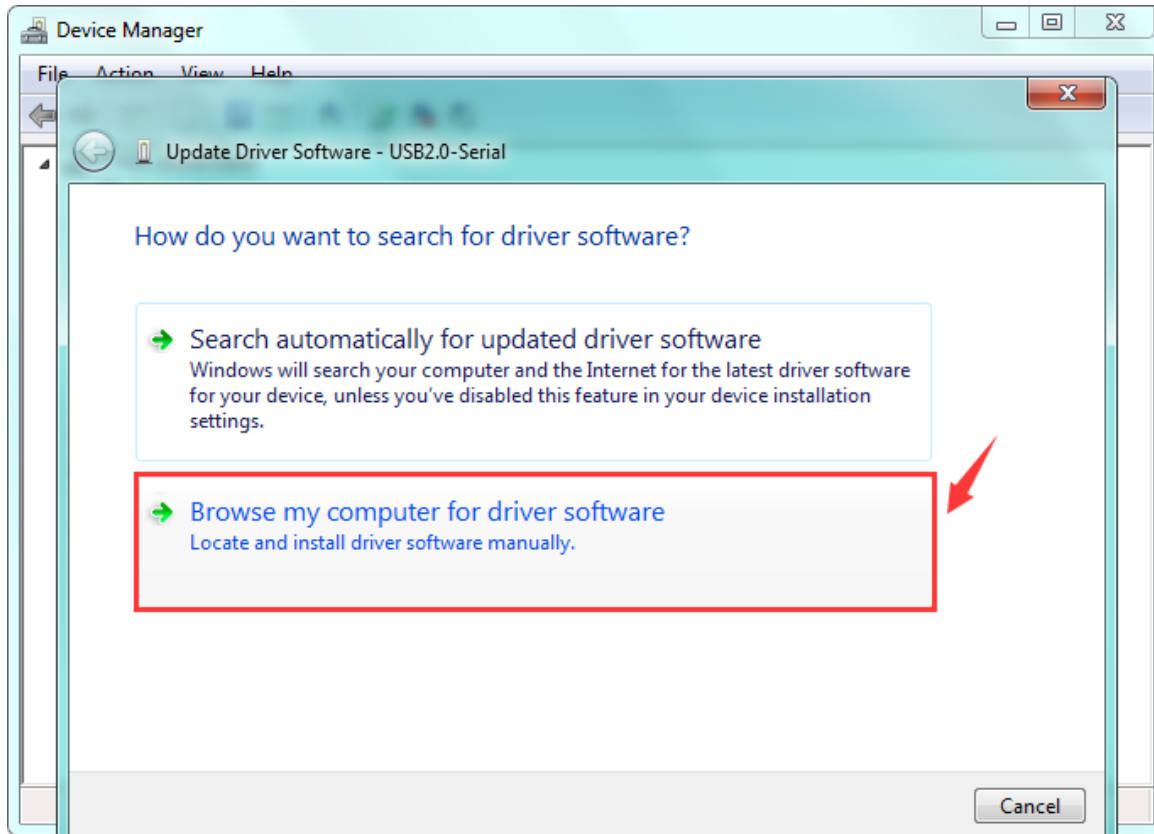 Device Manager
File Action View Help
Update Driver Software - USB2.0-Serial
How do you want to search for driver software?
Search automatically for updated driver software
Windows will search your computer and the Internet for the latest driver software
for your device, unless you've disabled this feature in your device installation
settings.
Browse my computer for driver software
Locate and install driver software manually.
Cancel